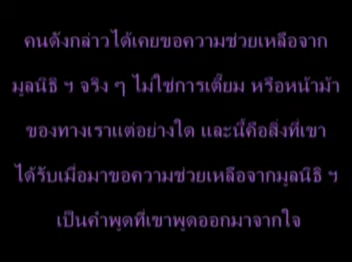 คนดังกล่าวได้เคยขอความช่วยเหลือจาก
มูลนิธิ ฯ จริง ๆ ไม่ใช่การเตี๊ยม หรือหน้าม้า
ของทางเราแต่อย่างใด และนี้คือสิ่งที่เขา
ได้รับเมื่อมาขอความช่วยเหลือจากมูลนิธิ ฯ
เป็นคำพูดที่เขาพูดออกมาจากใจ